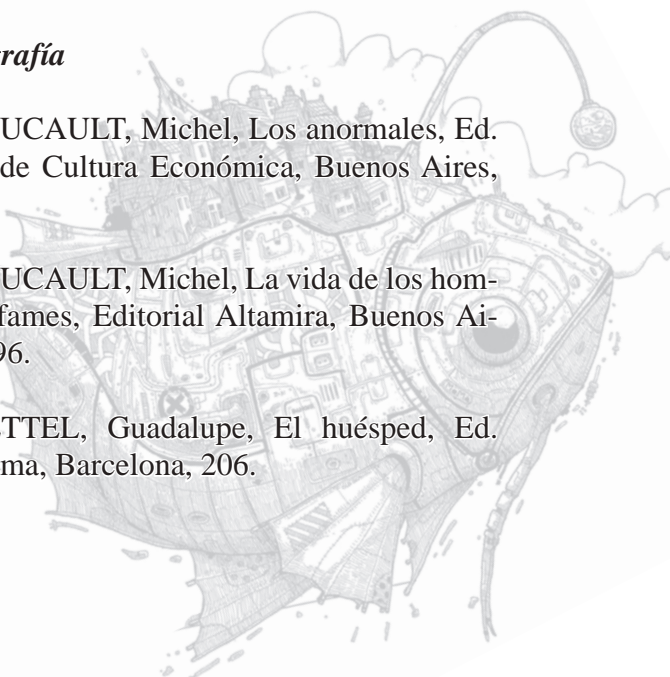 rafía
UCAULT, Michel, Los anormales, Ed.
de Cultura Económica, Buenos Aires,
UCAULT, Michel, La vida de los hom-
fames, Editorial Altamira, Buenos Ai-
96.
TTEL, Guadalupe, El huésped, Ed.
ma, Barcelona, 206.